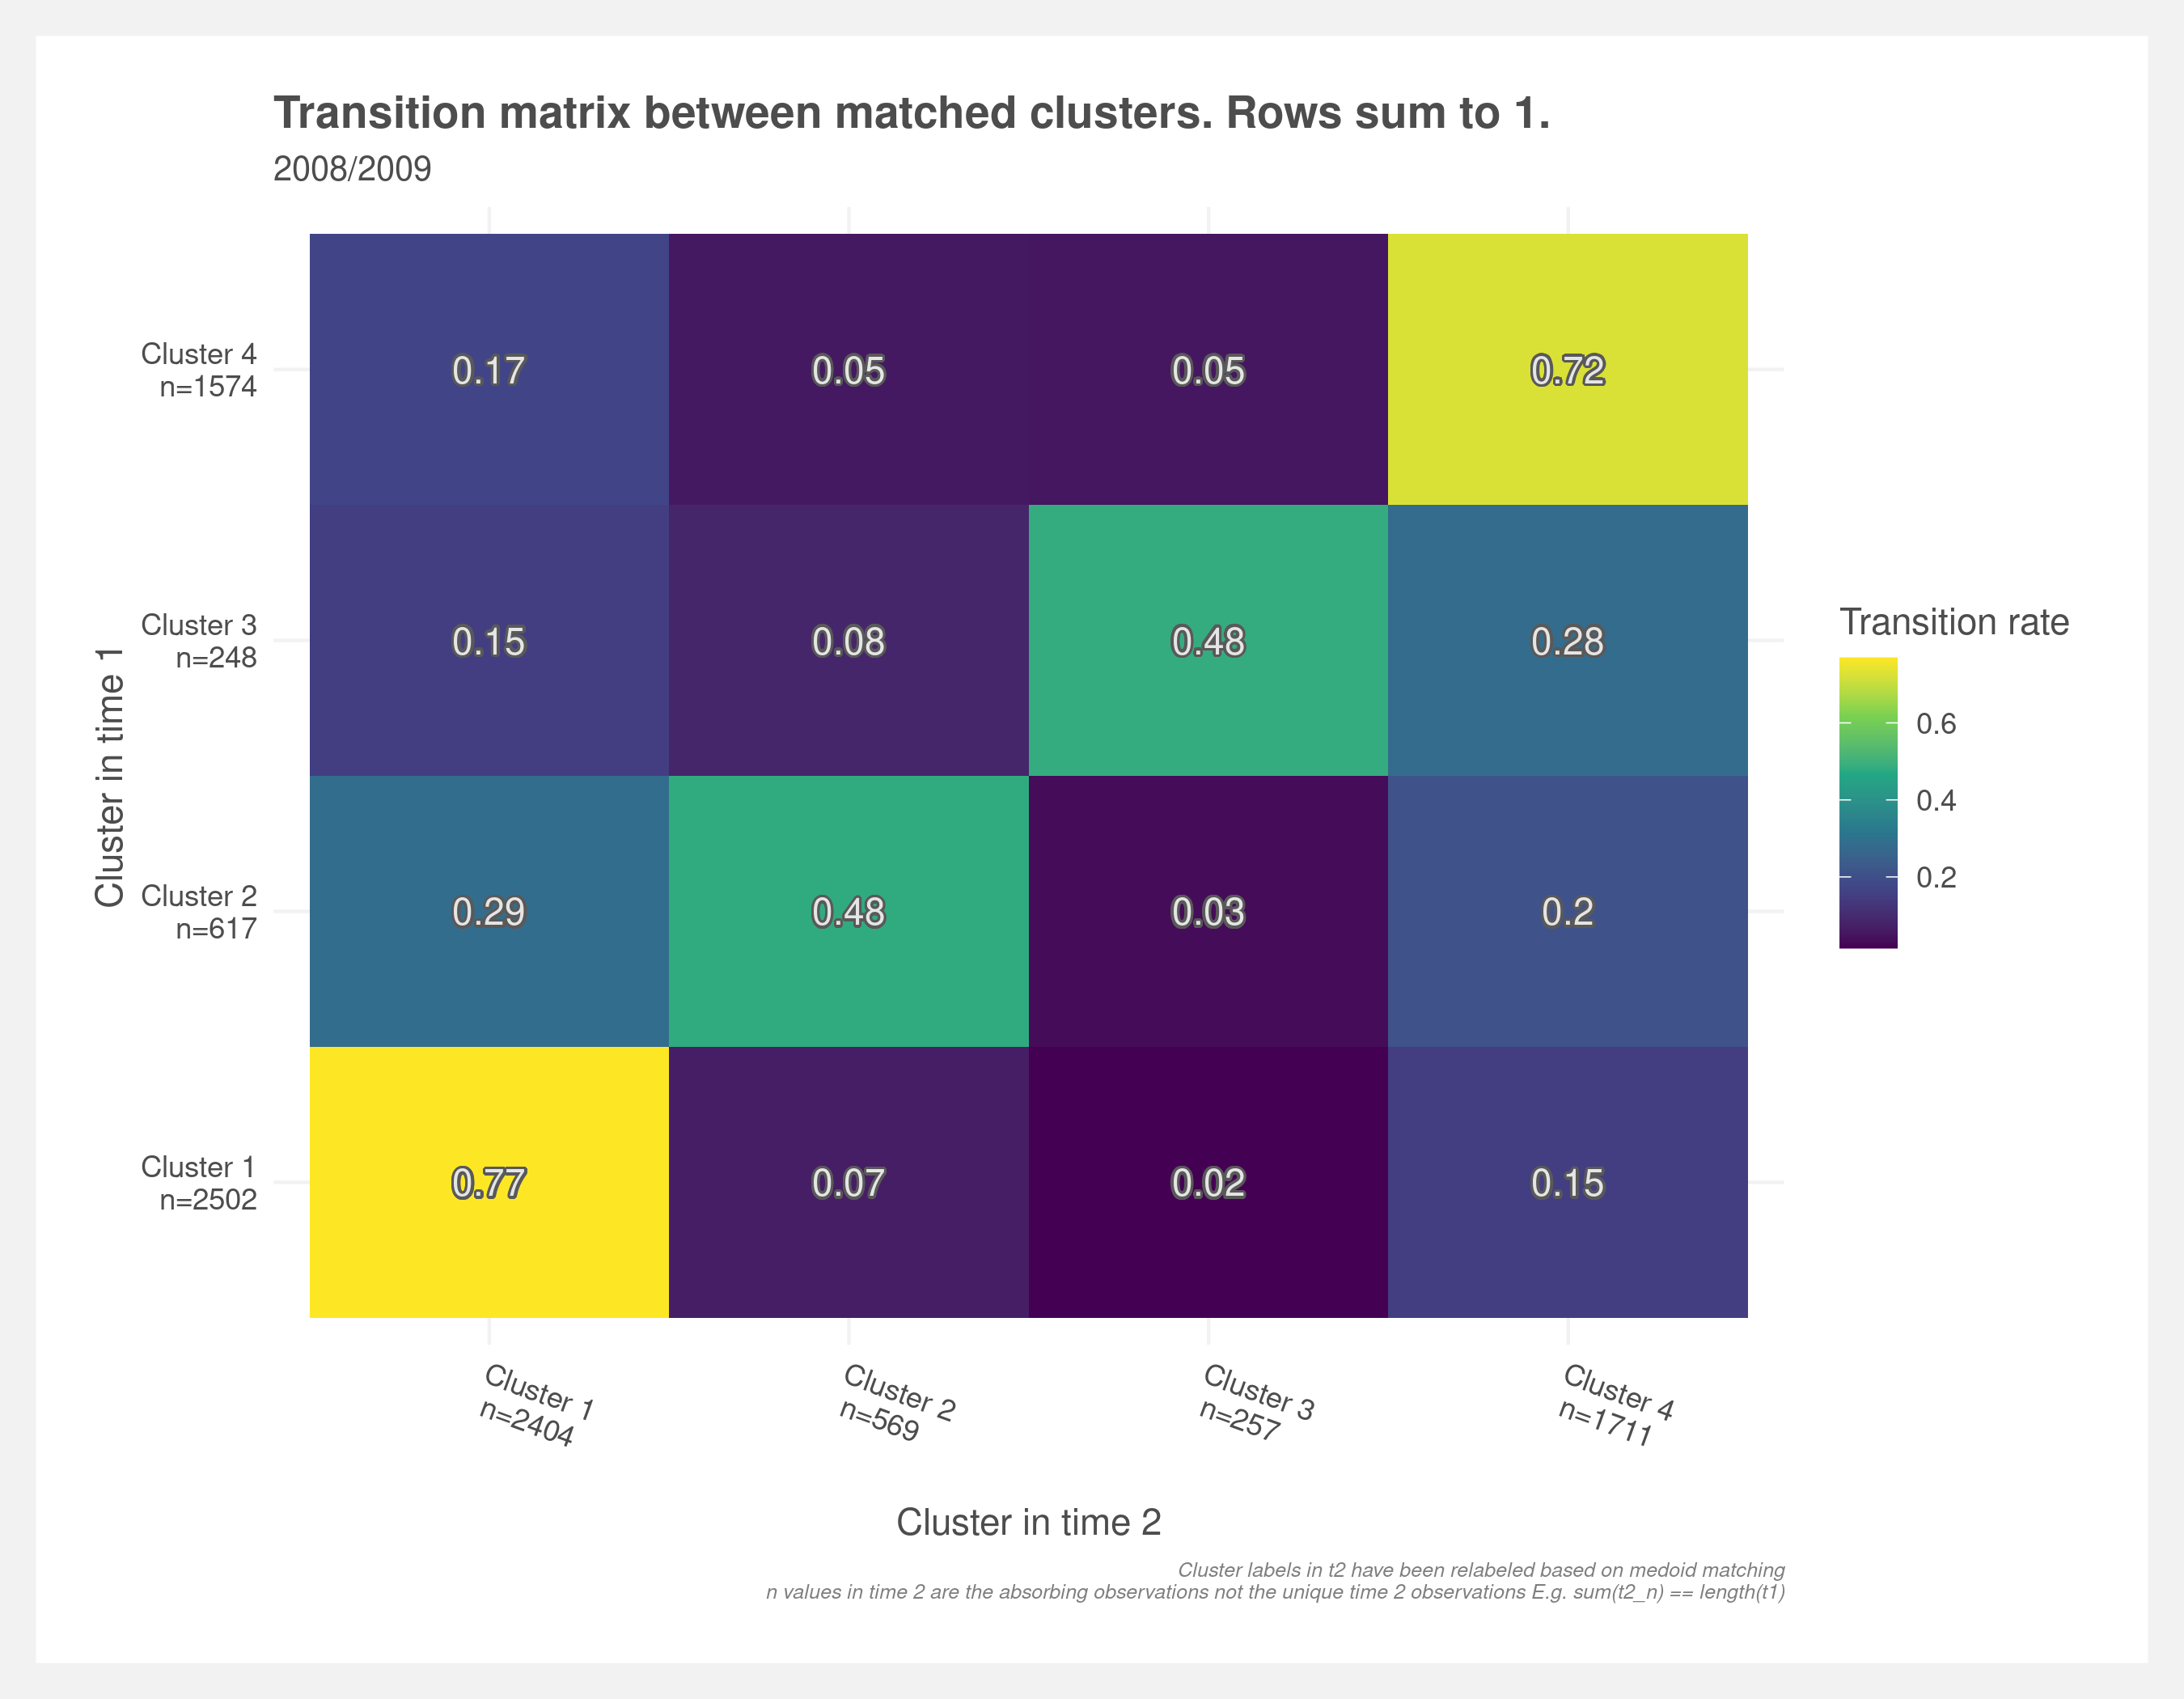 Transition matrix between matched clusters. Rows sum to 1.
2008/2009
Cluster in time 1
Cluster 4
n=1574
0.17 0.05 0.05 0.72
Cluster 3
n=248
0.15 0.08 0.48 0.28
Cluster 2
n=617
0.29 0.48 0.03 0.2
Cluster 1
n=2502
0.77 0.07 0.02 0.15
Cluster 1
n=2404
Cluster 2
n=569
Cluster 3
n=257
Cluster 4
n=1711
Cluster in time 2
Transition rate
0.6
0.4
0.2
Cluster labels in t2 have been relabeled based on medoid matching
n values in time 2 are the absorbing observations not the unique time 2 observations E.g. sum(t2_n) == length(t1)